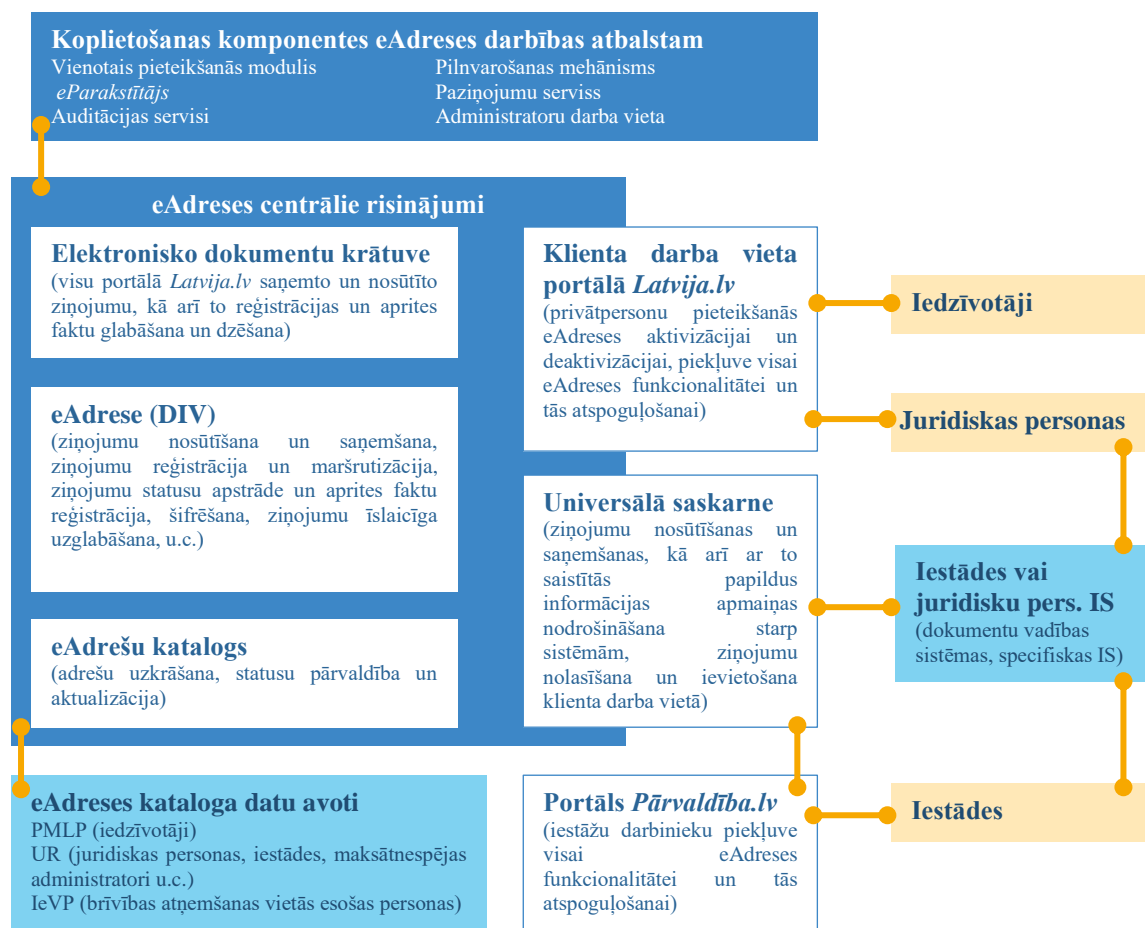 Koplietošanas komponentes eAdreses darbības atbalstam
Vienotais pieteikšanās modulis
eParakstītājs
Auditācijas servisi
Pilnvarošanas mehānisms
Paziņojumu serviss
Administratoru darba vieta
eAdreses centrālie risinājumi
Elektronisko dokumentu krātuve
(visu portālā Latvija.lv saņemto un nosūtīto
ziņojumu, kā arī to reģistrācijas un aprites
faktu glabāšana un dzēšana)
eAdrese (DIV)
(ziņojumu nosūtīšana un saņemšana,
ziņojumu reģistrācija un maršrutizācija,
ziņojumu statusu apstrāde un aprites faktu
reģistrācija, šifrēšana, ziņojumu īslaicīga
uzglabāšana, u.c.)
eAdrešu katalogs
(adrešu uzkrāšana, statusu pārvaldība un
aktualizācija)
Klienta darba vieta
portālā Latvija.lv
(privātpersonu pieteikšanās
eAdreses aktivizācijai un
deaktivizācijai, piekļuve visai
eAdreses funkcionalitātei un
tās atspoguļošanai)
Universālā saskarne
(ziņojumu nosūtīšanas un
saņemšanas, kā arī ar to
saistītās papildus
informācijas apmaiņas
nodrošināšana starp
sistēmām, ziņojumu
nolasīšana un ievietošana
klienta darba vietā)
Iedzīvotāji
Juridiskas personas
Iestādes vai
juridisku pers. IS
(dokumentu vadības
sistēmas, specifiskas IS)
eAdreses kataloga datu avoti
PMLP (iedzīvotāji)
UR (juridiskas personas, iestādes, maksātnespējas
administratori u.c.)
IeVP (brīvības atņemšanas vietās esošas personas)
Portāls Pārvaldība.lv
(iestāžu darbinieku piekļuve
visai eAdreses
funkcionalitātei un tās
atspoguļošanai)
Iestādes